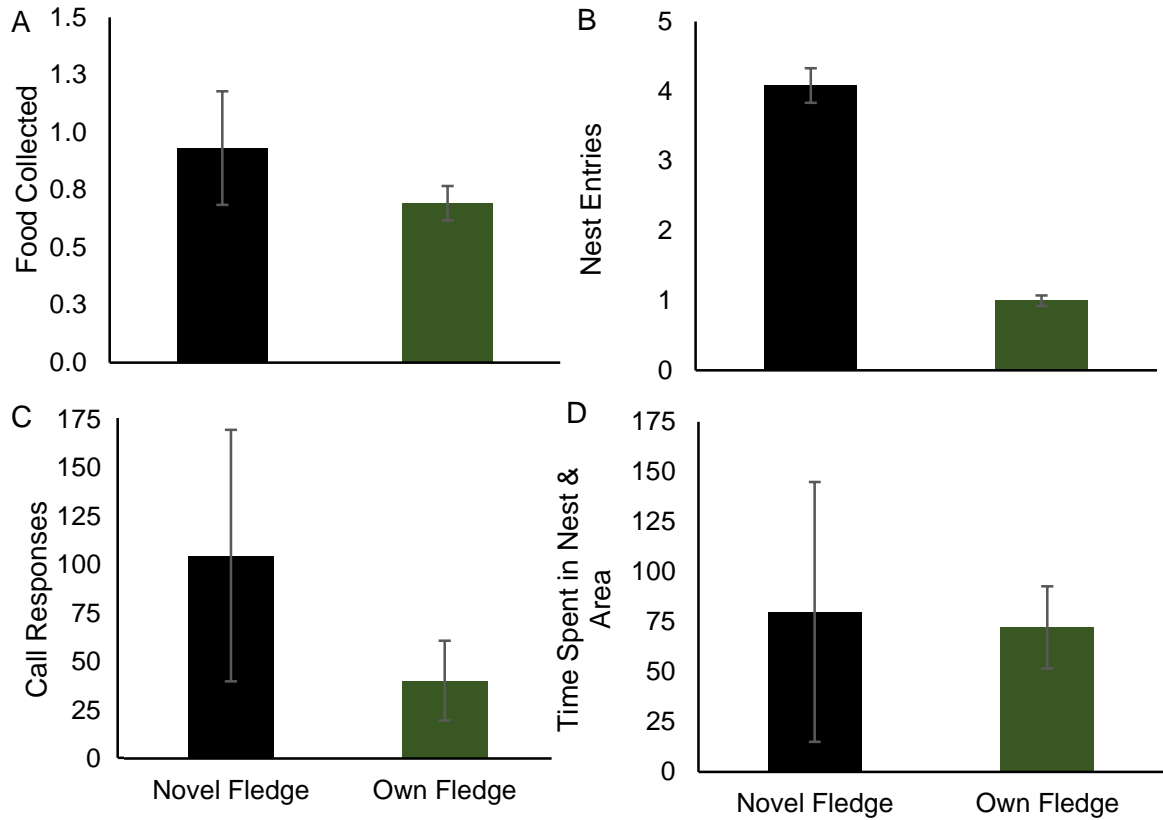 A
Food Collected
1.5
1.3
1.0
0.8
0.5
0.3
0.0
B
Nest Entries
5
4
3
2
1
0
C
Call Responses
175
150
125
100
75
50
25
0
Novel Fledge
Own Fledge
D
Time Spent in Nest &
Area
175
150
125
100
75
50
25
0
Novel Fledge
Own Fledge